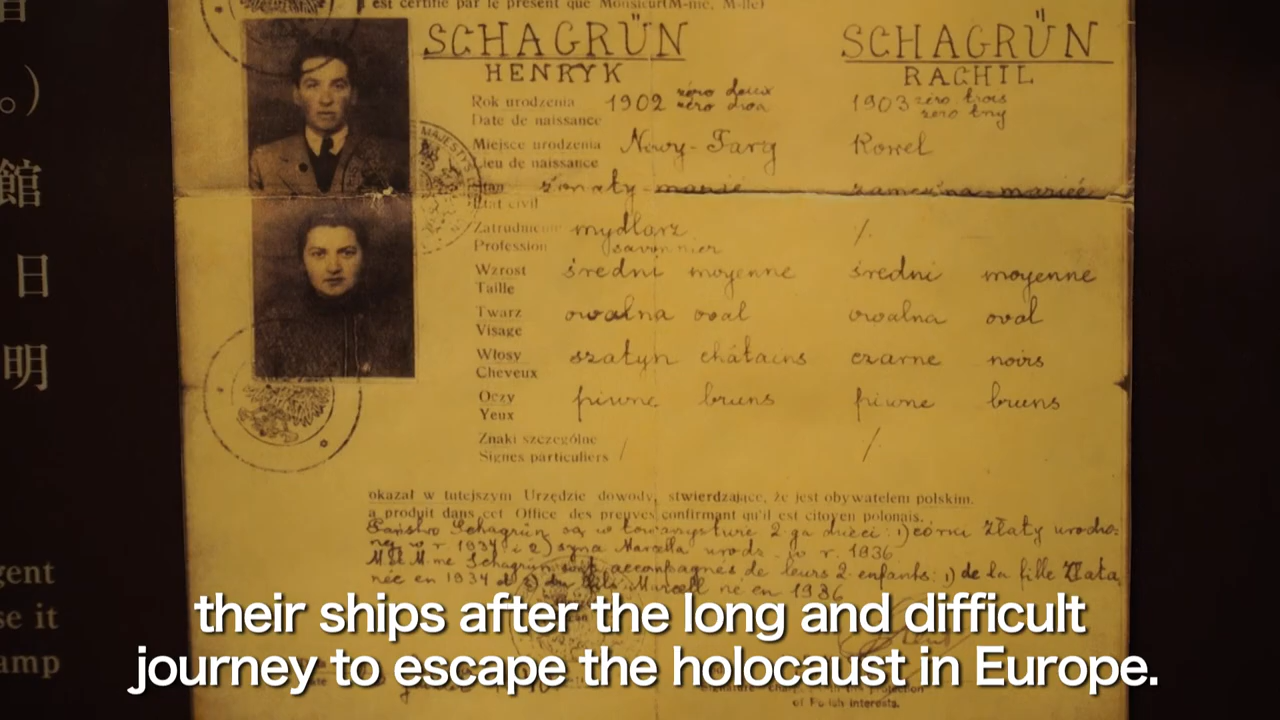 est certifié par le présent que Monsieur(M-me, M-lle)
SCHAGRÜN SCHAGRÜN
HENRYK RACHIL
Rok urodzenia 1902 zéro deux 1903 zéro trois
Date de naissance zero dwa zero trzy
Miejsce urodzenia Nowy-Targ Kowel
Lieu de naissance
Stan żonaty - marié zamężna - mariée
Etat civil
Zatrudnienie mydlarz /.
Profession savonnier
Wzrost średni moyenne średni moyenne
Taille
Twarz owalna oval owalna oval
Visage
Włosy szatyn châtains czarne noirs
Cheveux
Oczy piwne bruns piwne bruns
Yeux
Znaki szczególne / /
Signes particuliers
okazał w tutejszym Urzędzie dowody, stwierdzające, że jest obywatelem polskim.
a produit dans cet Office des preuves confirmant qu'il est citoyen polonais.
Państwo Schagrün są w towarzysturie 2-ga dzieci: 1) córki Złaty urodzo-
nej w r. 1934 i 2) syna Marcella urodz. w r. 1936
M et M-me Schagrün sont accompagnés de leurs 2 enfants: 1) de la fille Zlata
née en 1934 et 2) du fils Marcell né en 1936
of Polish interests.
。)
館
日
明
gent
se it
amp
MAJESTY'S
their ships after the long and difficult
journey to escape the holocaust in Europe.